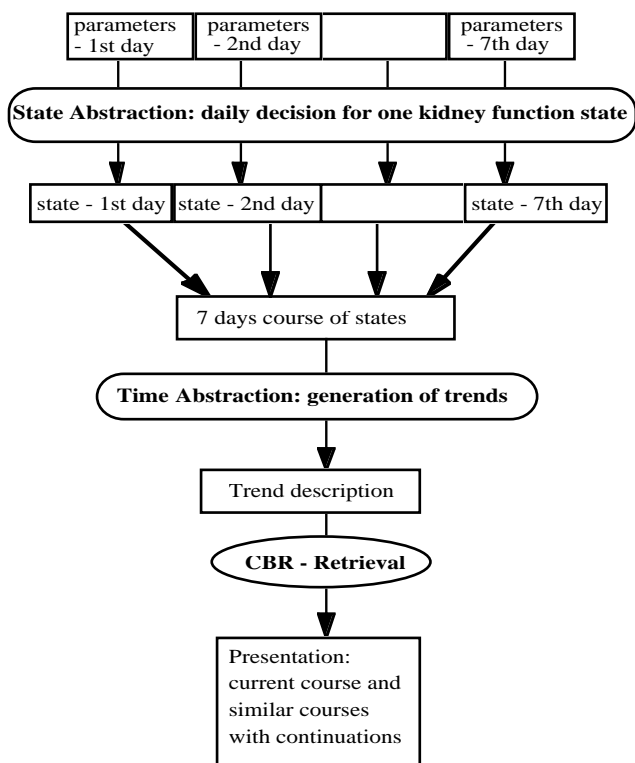 parameters - 1st day
parameters - 2nd day
parameters - 7th day
State Abstraction: daily decision for one kidney function state
state - 1st day
state - 2nd day
state - 7th day
7 days course of states
Time Abstraction: generation of trends
Trend description
CBR - Retrieval
Presentation:
current course and
similar courses
with continuations